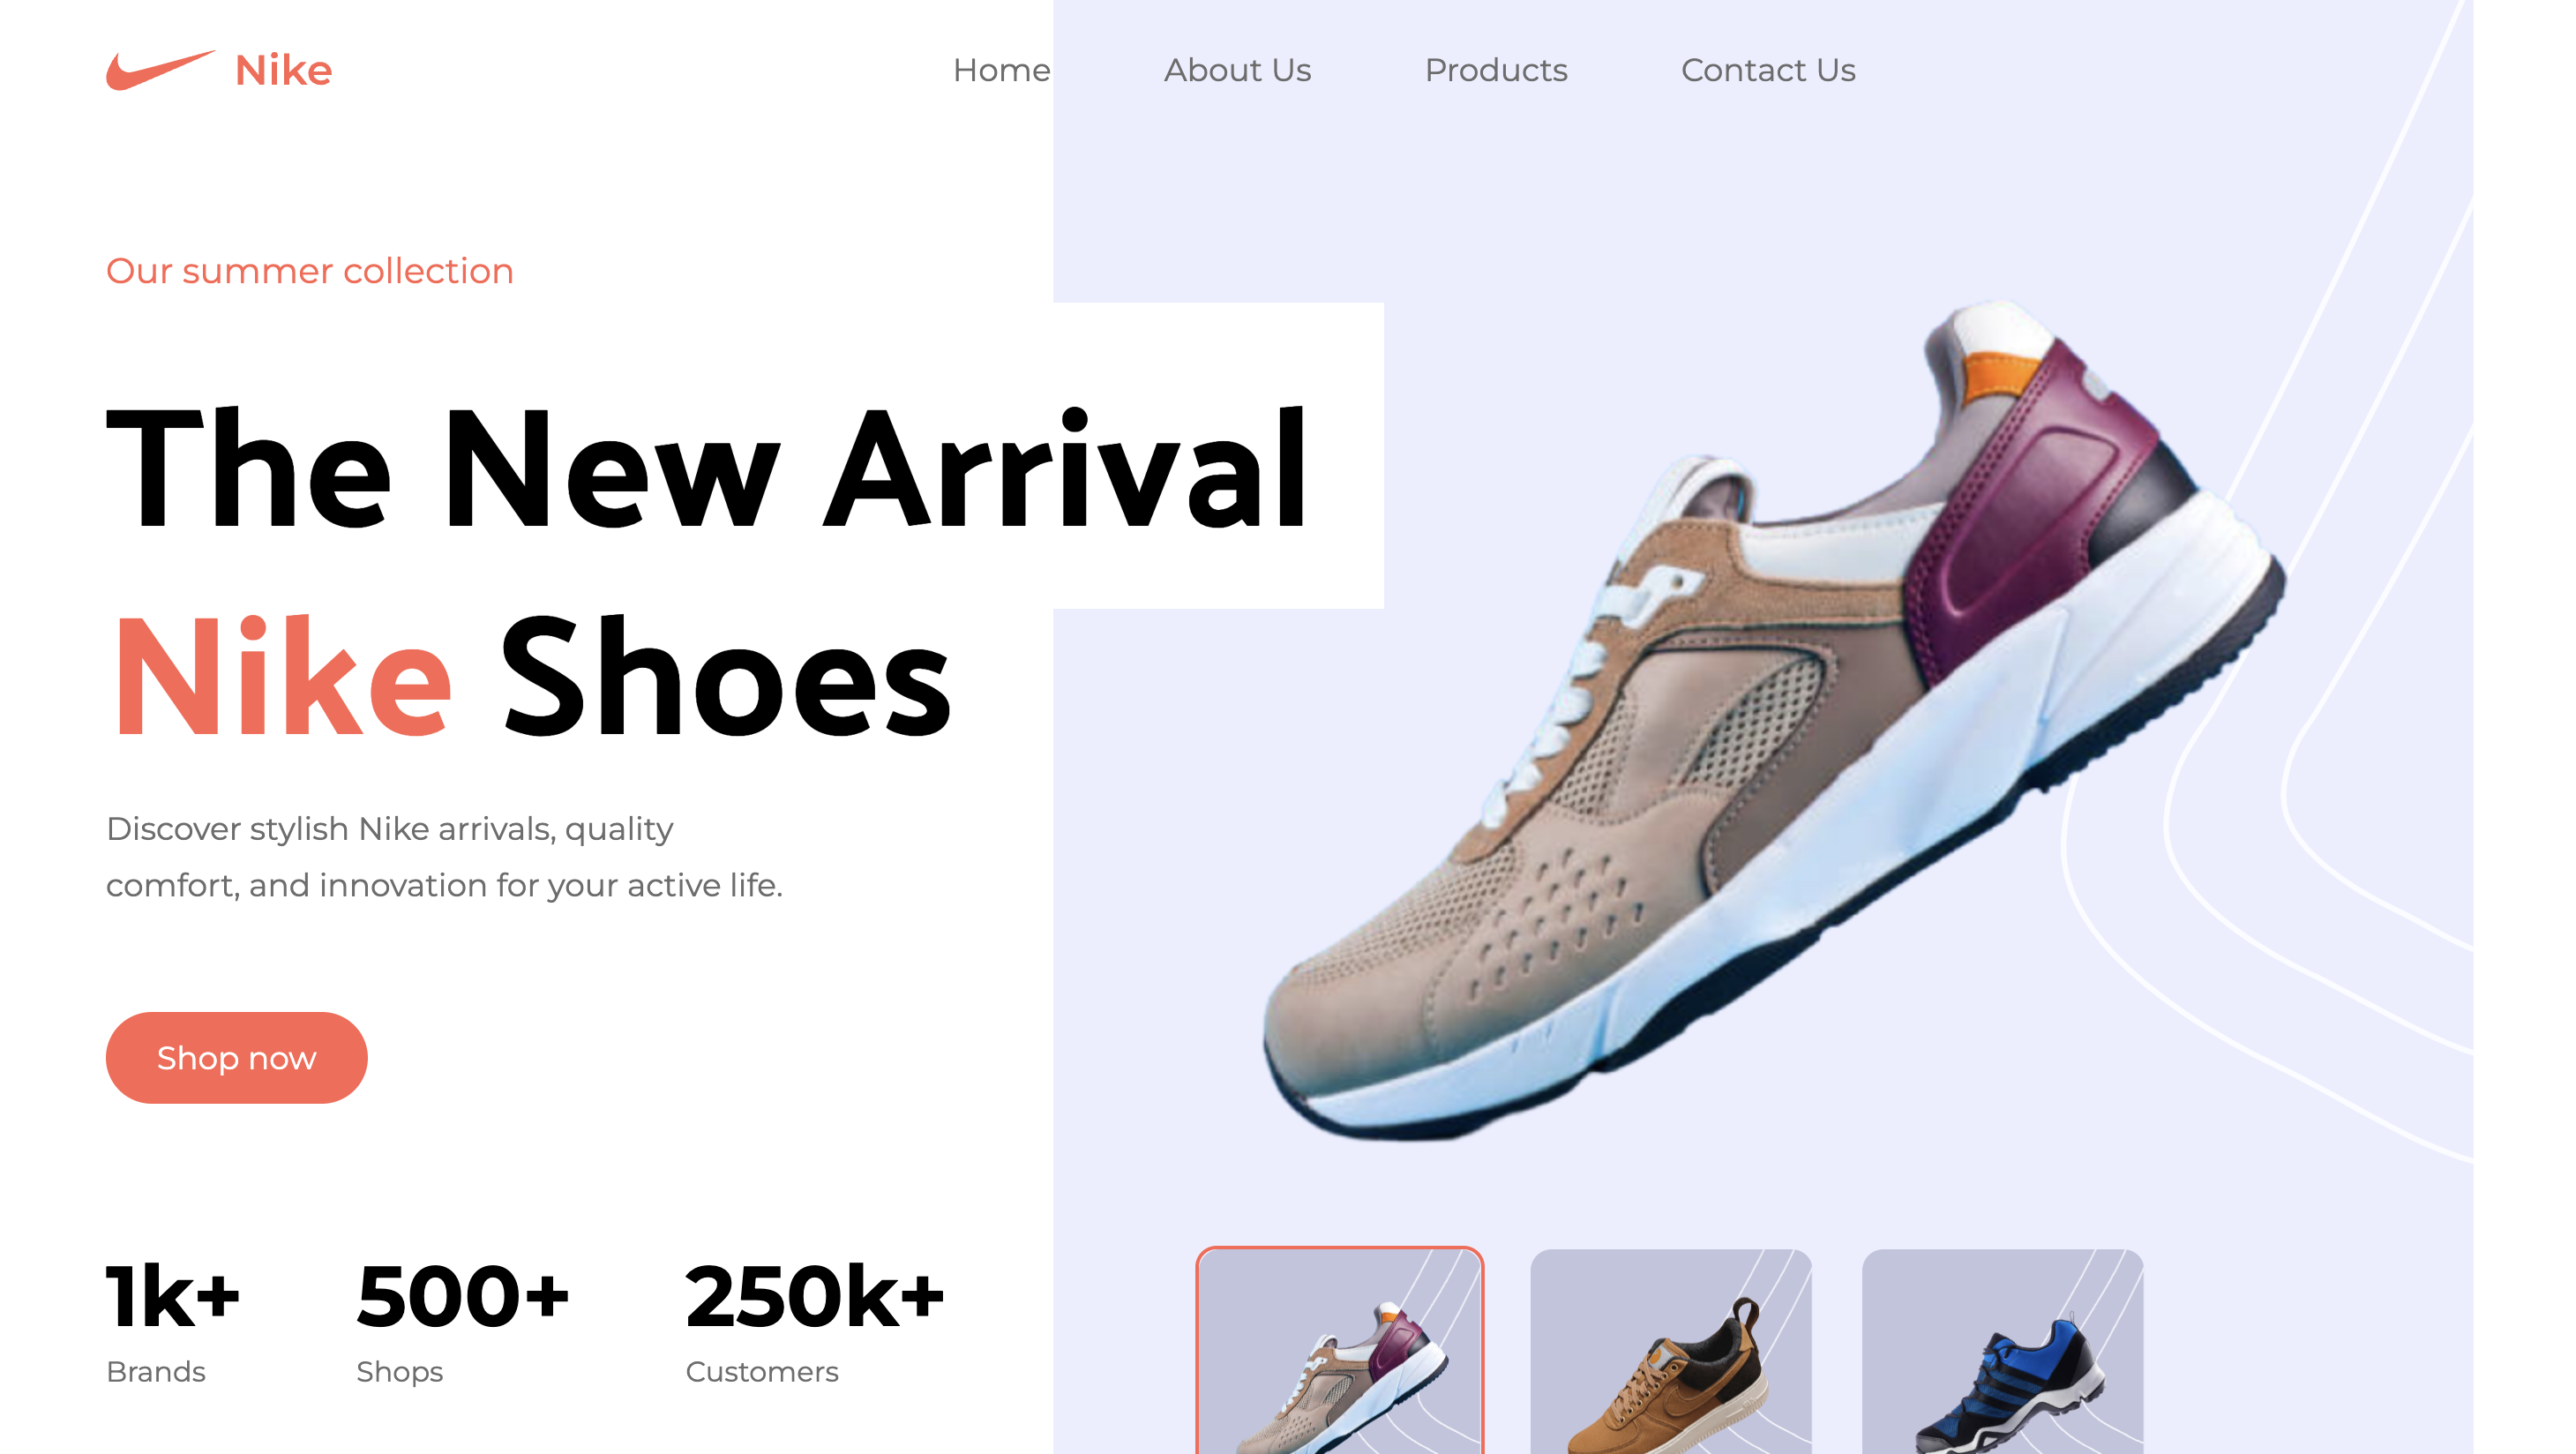 Nike
Home
About Us
Products
Contact Us
Our summer collection
The New Arrival
Nike Shoes
Discover stylish Nike arrivals, quality
comfort, and innovation for your active life.
Shop now
1k+
Brands
500+
Shops
250k+
Customers